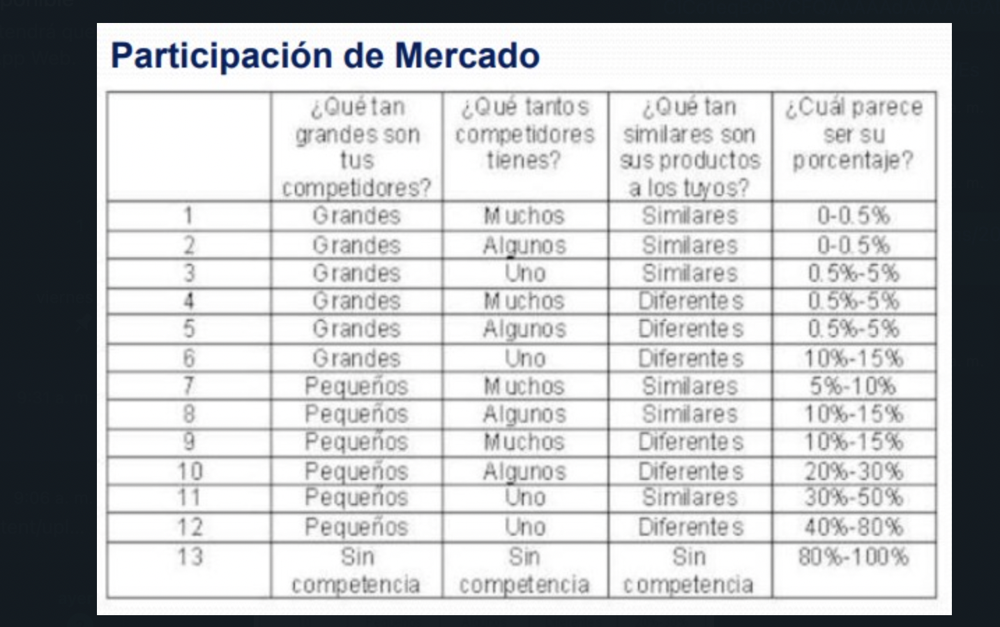 Participación de Mercado
¿Qué tan grandes son tus competidores? ¿Qué tantos competidores tienes? ¿Qué tan similares son sus productos a los tuyos? ¿Cuál parece ser su porcentaje?
1 Grandes Muchos Similares 0-0.5%
2 Grandes Algunos Similares 0-0.5%
3 Grandes Uno Similares 0.5%-5%
4 Grandes Muchos Diferentes 0.5%-5%
5 Grandes Algunos Diferentes 0.5%-5%
6 Grandes Uno Diferentes 10%-15%
7 Pequeños Muchos Similares 5%-10%
8 Pequeños Algunos Similares 10%-15%
9 Pequeños Muchos Diferentes 10%-15%
10 Pequeños Algunos Diferentes 20%-30%
11 Pequeños Uno Similares 30%-50%
12 Pequeños Uno Diferentes 40%-80%
13 Sin competencia Sin competencia Sin competencia 80%-100%